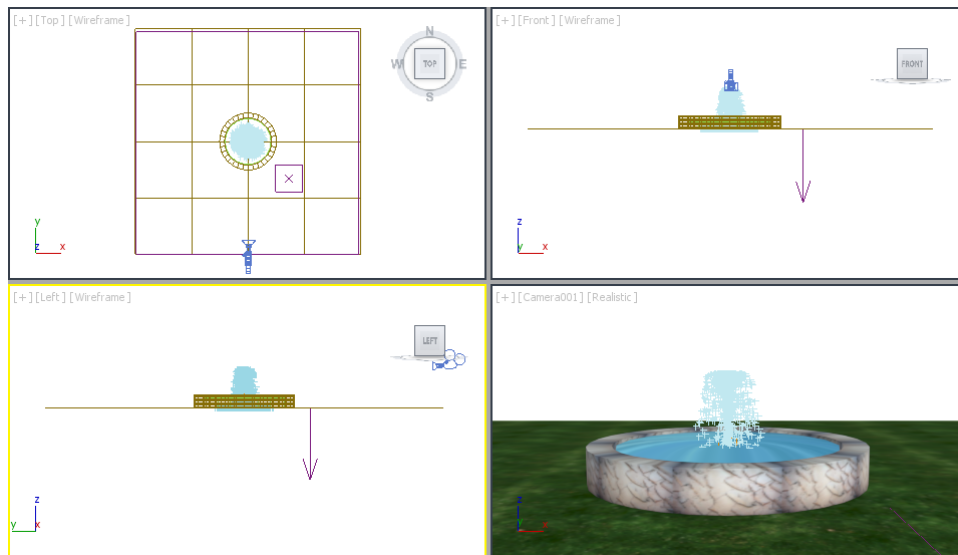 [+] [Top] [Wireframe]
N
W TOP E
S
y
z x
[+] [Front] [Wireframe]
FRONT
z
y x
[+] [Left] [Wireframe]
LEFT
z
y x
[+] [Camera001] [Realistic]
z
x